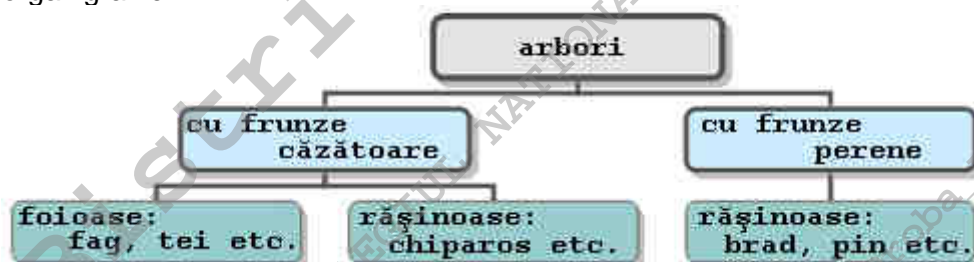 arbori
cu frunze
căzătoare
cu frunze
perene
foioase:
fag, tei etc.
răşinoase:
chiparos etc.
răşinoase:
brad, pin etc.